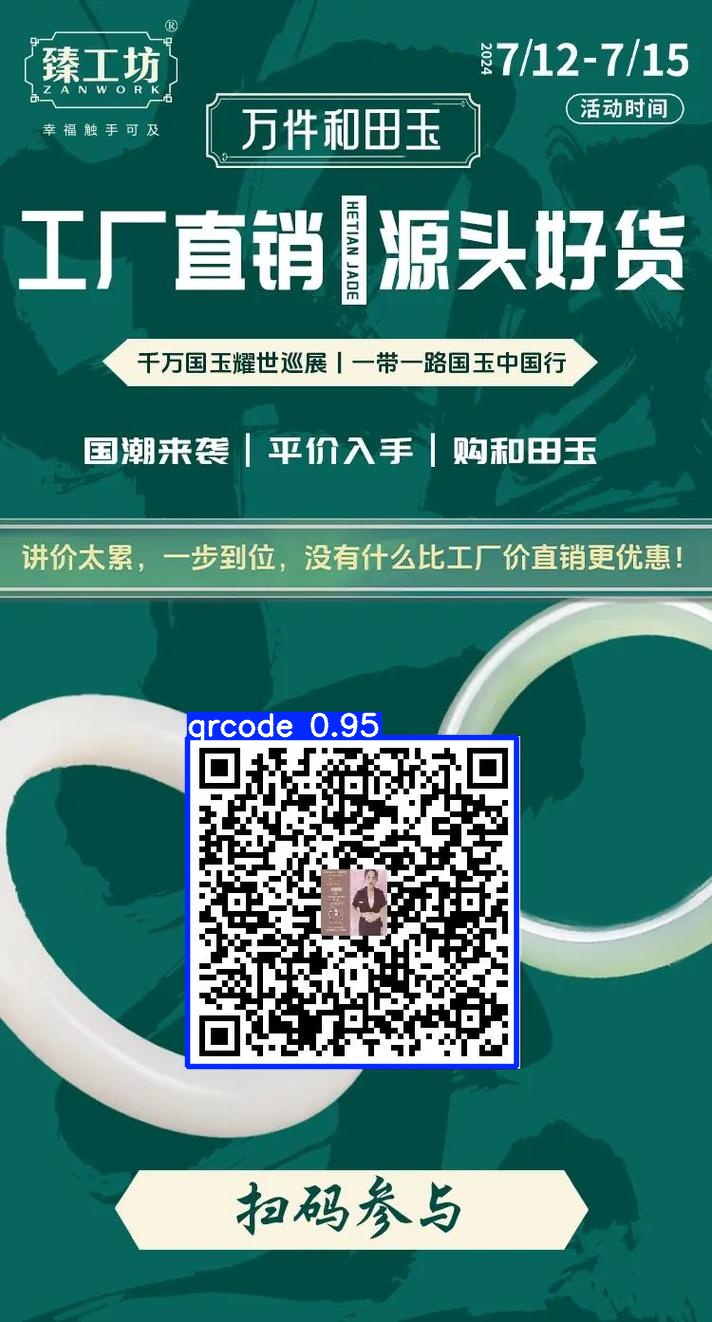 臻工坊®
ZANWORK
幸福触手可及
2024 7/12-7/15
活动时间
万件和田玉
工厂直销 HETIAN JADE 源头好货
千万国玉耀世巡展丨一带一路国玉中国行
国潮来袭｜平价入手｜购和田玉
讲价太累，一步到位，没有什么比工厂价直销更优惠！
qrcode 0.95
扫码参与